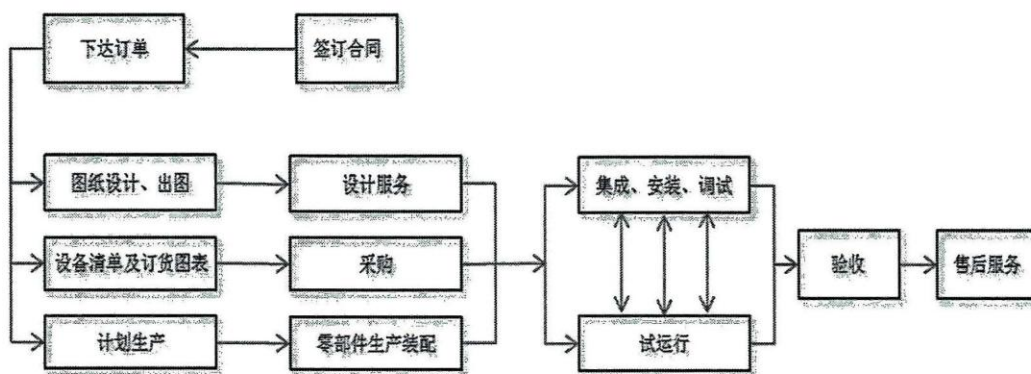 下达订单
签订合同
图纸设计、出图
设计服务
集成、安装、调试
设备清单及订货图表
采购
验收
售后服务
计划生产
零部件生产装配
试运行